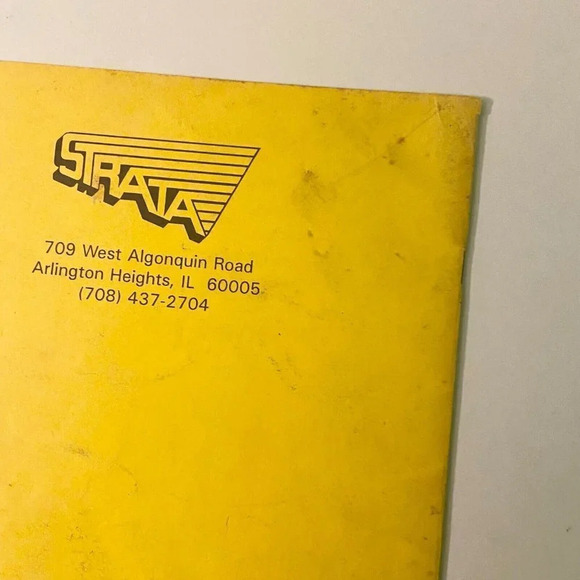 STRATA
709 West Algonquin Road
Arlington Heights, IL 60005
(708) 437-2704